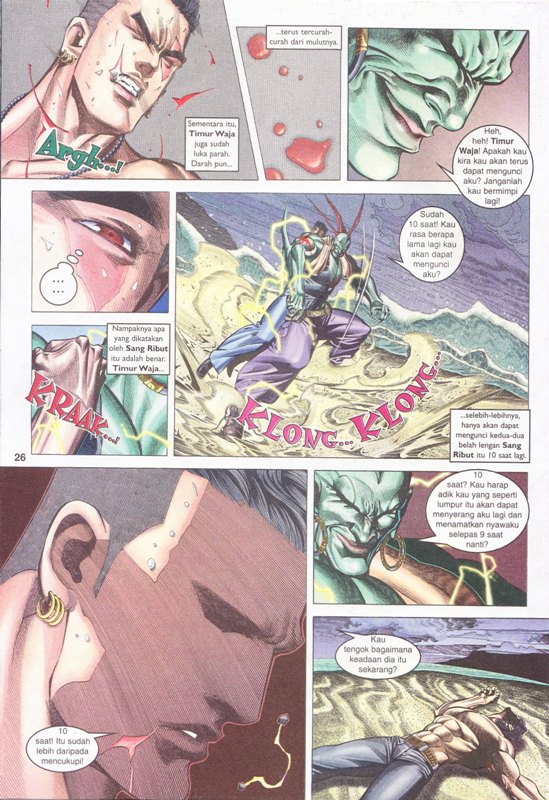 ...terus tercurah-
curah dari mulutnya.
Sementara itu,
Timur Waja
juga sudah
luka parah.
Darah pun...
Argh...!
Heh,
heh! Timur
Waja! Apakah kau
kira kau akan terus
dapat mengunci
aku? Janganlah
kau bermimpi
lagi!
...
...
Sudah
10 saat! Kau
rasa berapa
lama lagi kau
akan dapat
mengunci
aku?
Nampaknya apa
yang dikatakan
oleh Sang Ribut
itu adalah benar.
Timur Waja...
KRAAK...!
KLONG... KLONG...
...selebih-lebihnya,
hanya akan dapat
mengunci kedua-dua
belah lengan Sang
Ribut itu 10 saat lagi.
26
10
saat? Kau harap
adik kau yang seperti
lumpur itu akan dapat
menyerang aku lagi dan
menamatkan nyawaku
selepas 9 saat
nanti?
10
saat! Itu sudah
lebih daripada
mencukupi!
Kau
tengok bagaimana
keadaan dia itu
sekarang?